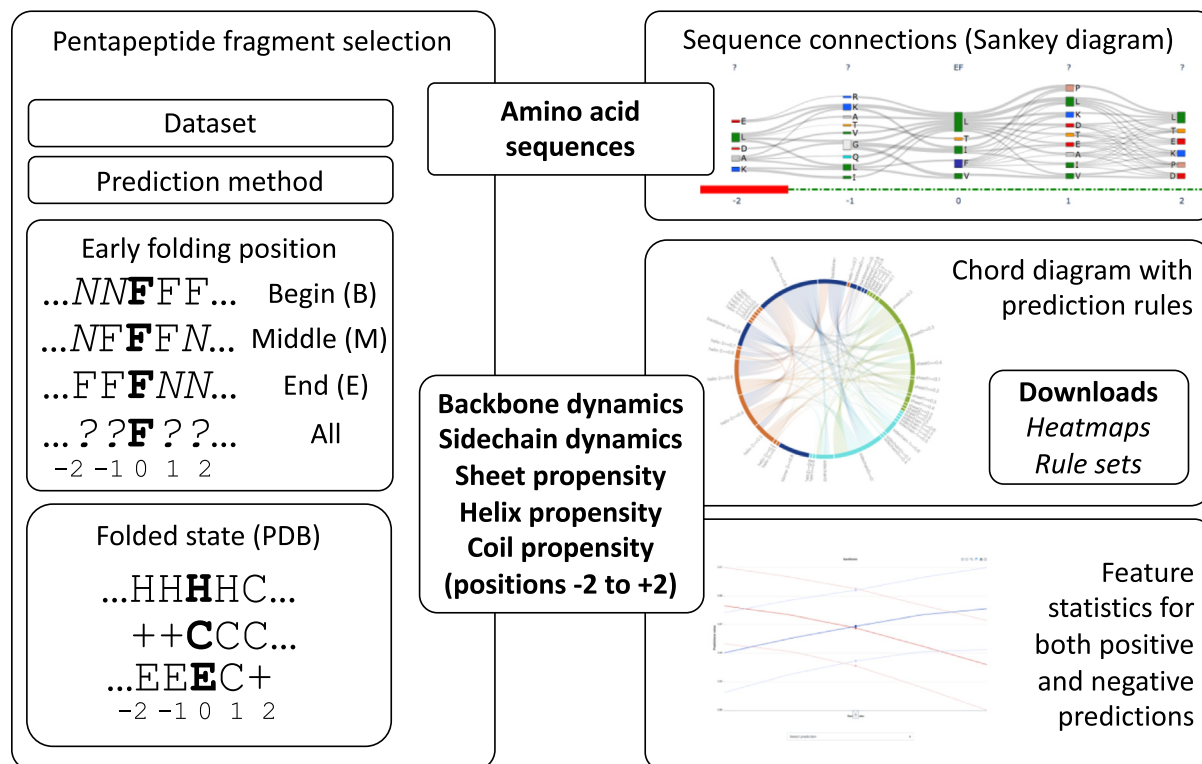 Pentapeptide fragment selection
Dataset
Prediction method
Early folding position
...NNFFF... Begin (B)
...NFFFN... Middle (M)
...FFFNN... End (E)
...??F??... All
-2 -1 0 1 2
Folded state (PDB)
...HHHHC...
++CCC...
...EEEC+
-2 -1 0 1 2
Amino acid
sequences
Backbone dynamics
Sidechain dynamics
Sheet propensity
Helix propensity
Coil propensity
(positions -2 to +2)
Sequence connections (Sankey diagram)
? ? EF ? ?
E
L
D
A
K
R
K
A
T
V
G
Q
L
I
L
T
I
F
V
P
L
K
D
T
E
A
I
V
L
T
E
K
P
D
-2 -1 0 1 2
Chord diagram with
prediction rules
Downloads
Heatmaps
Rule sets
Feature
statistics for
both positive
and negative
predictions